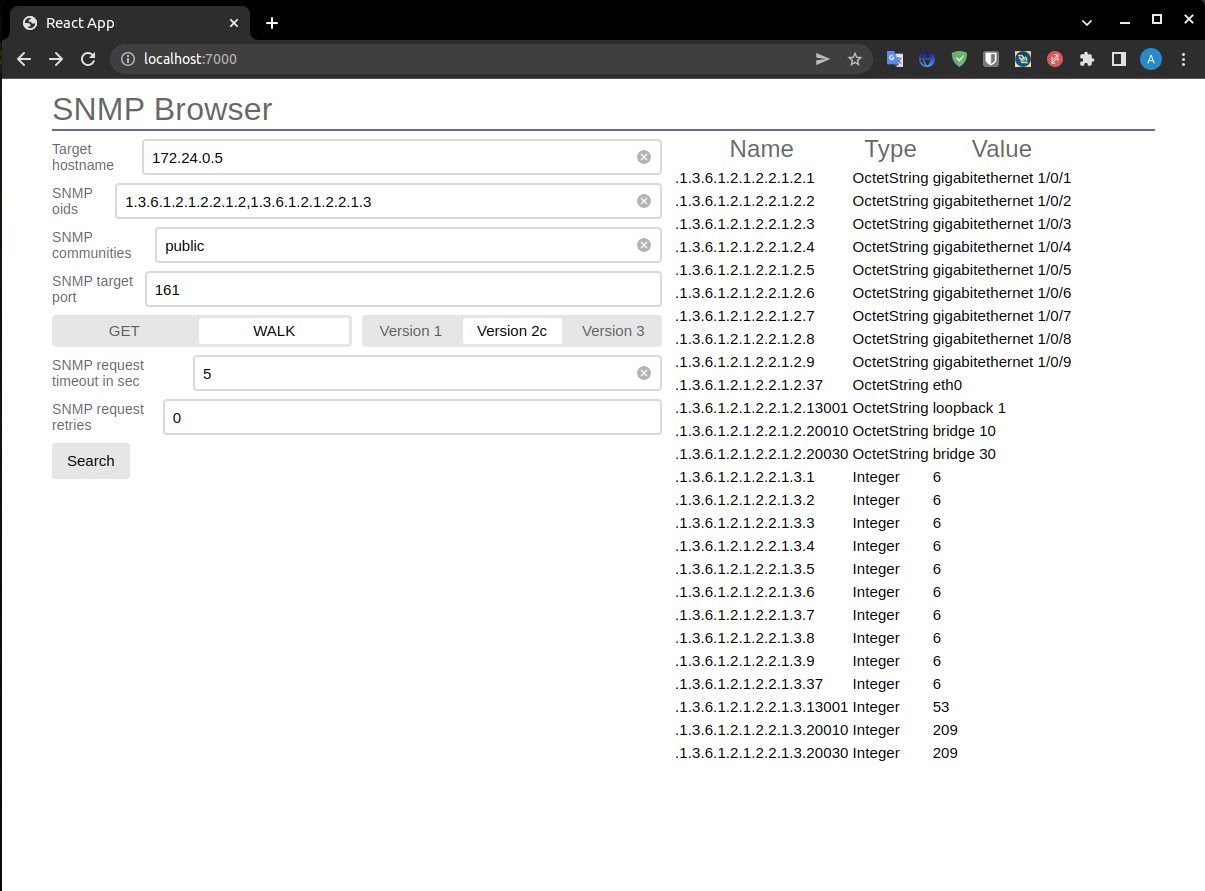 React App
localhost:7000
A
SNMP Browser
Target hostname
172.24.0.5
SNMP oids
1.3.6.1.2.1.2.2.1.2,1.3.6.1.2.1.2.2.1.3
SNMP communities
public
SNMP target port
161
GET WALK Version 1 Version 2c Version 3
SNMP request timeout in sec
5
SNMP request retries
0
Search
Name Type Value
.1.3.6.1.2.1.2.2.1.2.1 OctetString gigabitethernet 1/0/1
.1.3.6.1.2.1.2.2.1.2.2 OctetString gigabitethernet 1/0/2
.1.3.6.1.2.1.2.2.1.2.3 OctetString gigabitethernet 1/0/3
.1.3.6.1.2.1.2.2.1.2.4 OctetString gigabitethernet 1/0/4
.1.3.6.1.2.1.2.2.1.2.5 OctetString gigabitethernet 1/0/5
.1.3.6.1.2.1.2.2.1.2.6 OctetString gigabitethernet 1/0/6
.1.3.6.1.2.1.2.2.1.2.7 OctetString gigabitethernet 1/0/7
.1.3.6.1.2.1.2.2.1.2.8 OctetString gigabitethernet 1/0/8
.1.3.6.1.2.1.2.2.1.2.9 OctetString gigabitethernet 1/0/9
.1.3.6.1.2.1.2.2.1.2.37 OctetString eth0
.1.3.6.1.2.1.2.2.1.2.13001 OctetString loopback 1
.1.3.6.1.2.1.2.2.1.2.20010 OctetString bridge 10
.1.3.6.1.2.1.2.2.1.2.20030 OctetString bridge 30
.1.3.6.1.2.1.2.2.1.3.1 Integer 6
.1.3.6.1.2.1.2.2.1.3.2 Integer 6
.1.3.6.1.2.1.2.2.1.3.3 Integer 6
.1.3.6.1.2.1.2.2.1.3.4 Integer 6
.1.3.6.1.2.1.2.2.1.3.5 Integer 6
.1.3.6.1.2.1.2.2.1.3.6 Integer 6
.1.3.6.1.2.1.2.2.1.3.7 Integer 6
.1.3.6.1.2.1.2.2.1.3.8 Integer 6
.1.3.6.1.2.1.2.2.1.3.9 Integer 6
.1.3.6.1.2.1.2.2.1.3.37 Integer 6
.1.3.6.1.2.1.2.2.1.3.13001 Integer 53
.1.3.6.1.2.1.2.2.1.3.20010 Integer 209
.1.3.6.1.2.1.2.2.1.3.20030 Integer 209